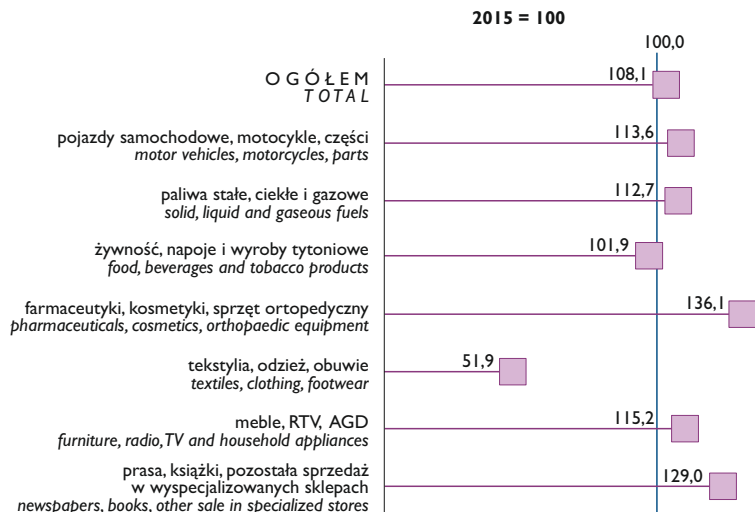 2015 = 100
100,0
OGÓŁEM
TOTAL
108,1
pojazdy samochodowe, motocykle, części
motor vehicles, motorcycles, parts
113,6
paliwa stałe, ciekłe i gazowe
solid, liquid and gaseous fuels
112,7
żywność, napoje i wyroby tytoniowe
food, beverages and tobacco products
101,9
farmaceutyki, kosmetyki, sprzęt ortopedyczny
pharmaceuticals, cosmetics, orthopaedic equipment
136,1
tekstylia, odzież, obuwie
textiles, clothing, footwear
51,9
meble, RTV, AGD
furniture, radio, TV and household appliances
115,2
prasa, książki, pozostała sprzedaż
w wyspecjalizowanych sklepach
newspapers, books, other sale in specialized stores
129,0